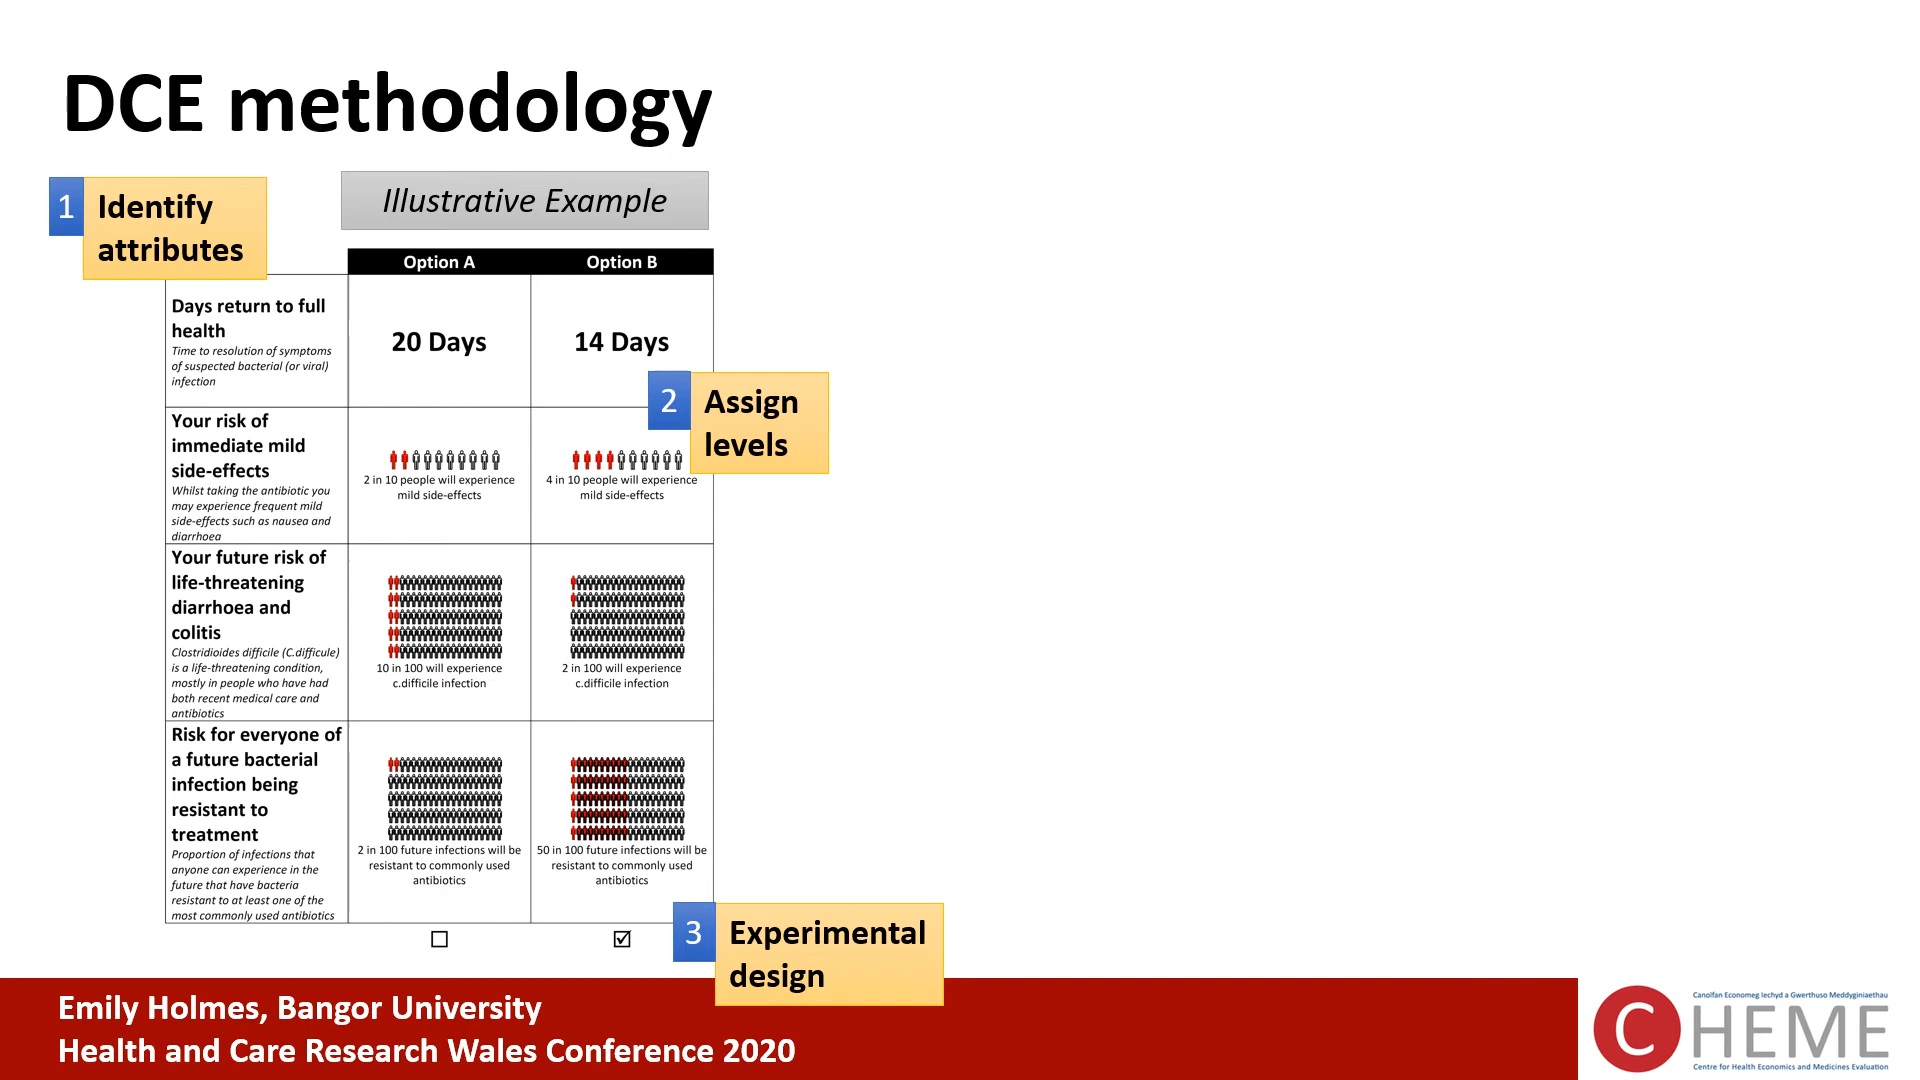 DCE methodology
1
Identify
attributes
Illustrative Example
Option A
Option B
Days return to full
health
Time to resolution of symptoms
of suspected bacterial (or viral)
infection
20 Days
14 Days
2
Assign
levels
Your risk of
immediate mild
side-effects
Whilst taking the antibiotic you
may experience frequent mild
side-effects such as nausea and
diarrhoea
2 in 10 people will experience
mild side-effects
4 in 10 people will experience
mild side-effects
Your future risk of
life-threatening
diarrhoea and
colitis
Clostridioides difficile (C.difficule)
is a life-threatening condition,
mostly in people who have had
both recent medical care and
antibiotics
10 in 100 will experience
c.difficile infection
2 in 100 will experience
c.difficile infection
Risk for everyone of
a future bacterial
infection being
resistant to
treatment
Proportion of infections that
anyone can experience in the
future that have bacteria
resistant to at least one of the
most commonly used antibiotics
2 in 100 future infections will be
resistant to commonly used
antibiotics
50 in 100 future infections will be
resistant to commonly used
antibiotics
3
Experimental
design
Emily Holmes, Bangor University
Health and Care Research Wales Conference 2020
Canolfan Economeg Iechyd a Gwerthuso Meddyginiaethau
CHEME
Centre for Health Economics and Medicines Evaluation